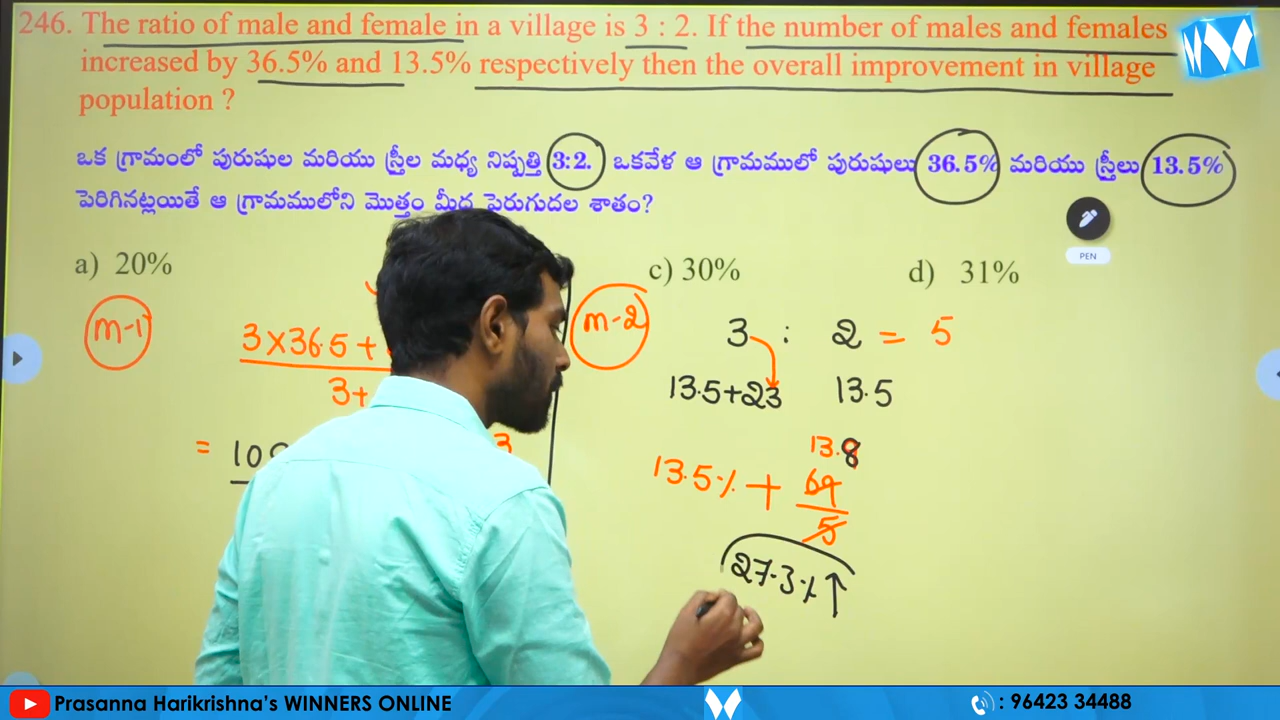 246. The ratio of male and female in a village is 3 : 2. If the number of males and females
increased by 36.5% and 13.5% respectively then the overall improvement in village
population ?
ఒక గ్రామంలో పురుషుల మరియు స్త్రీల మధ్య నిష్పత్తి 3:2. ఒకవేళ ఆ గ్రామములో పురుషులు 36.5% మరియు స్త్రీలు 13.5%
పెరిగినట్లయితే ఆ గ్రామములోని మొత్తం మీద పెరుగుదల శాతం?
PEN
a) 20% c) 30% d) 31%
m-1
3×36.5+
3+
=
m-2
3 : 2 = 5
13.5+23 13.5
13.8
13.5% + 69
5
27.3%↑
Prasanna Harikrishna's WINNERS ONLINE
: 96423 34488